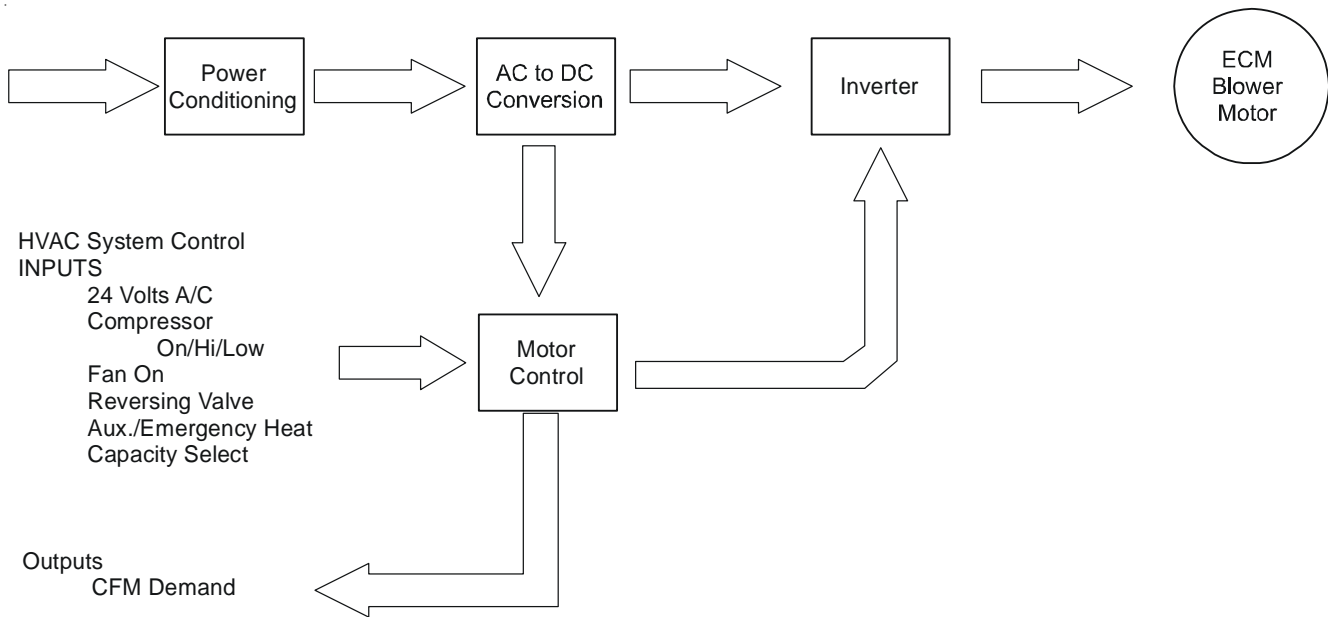 Power
Conditioning
AC to DC
Conversion
Inverter
ECM
Blower
Motor
HVAC System Control
INPUTS
24 Volts A/C
Compressor
On/Hi/Low
Fan On
Reversing Valve
Aux./Emergency Heat
Capacity Select
Motor
Control
Outputs
CFM Demand